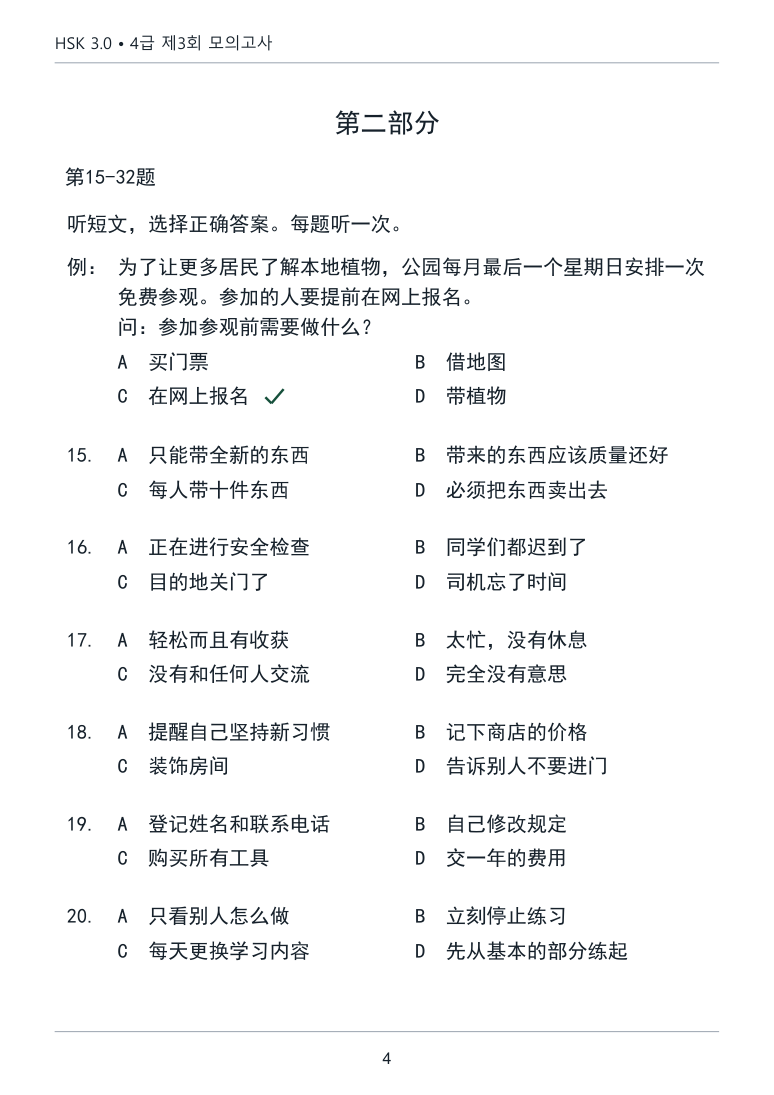 HSK 3.0 • 4급 제3회 모의고사
第二部分
第15-32题
听短文，选择正确答案。每题听一次。
例： 为了让更多居民了解本地植物，公园每月最后一个星期日安排一次
免费参观。参加的人要提前在网上报名。
问：参加参观前需要做什么？
A 买门票 B 借地图
C 在网上报名 ✓ D 带植物
15. A 只能带全新的东西 B 带来的东西应该质量还好
C 每人带十件东西 D 必须把东西卖出去
16. A 正在进行安全检查 B 同学们都迟到了
C 目的地关门了 D 司机忘了时间
17. A 轻松而且有收获 B 太忙，没有休息
C 没有和任何人交流 D 完全没有意思
18. A 提醒自己坚持新习惯 B 记下商店的价格
C 装饰房间 D 告诉别人不要进门
19. A 登记姓名和联系电话 B 自己修改规定
C 购买所有工具 D 交一年的费用
20. A 只看别人怎么做 B 立刻停止练习
C 每天更换学习内容 D 先从基本的部分练起
4